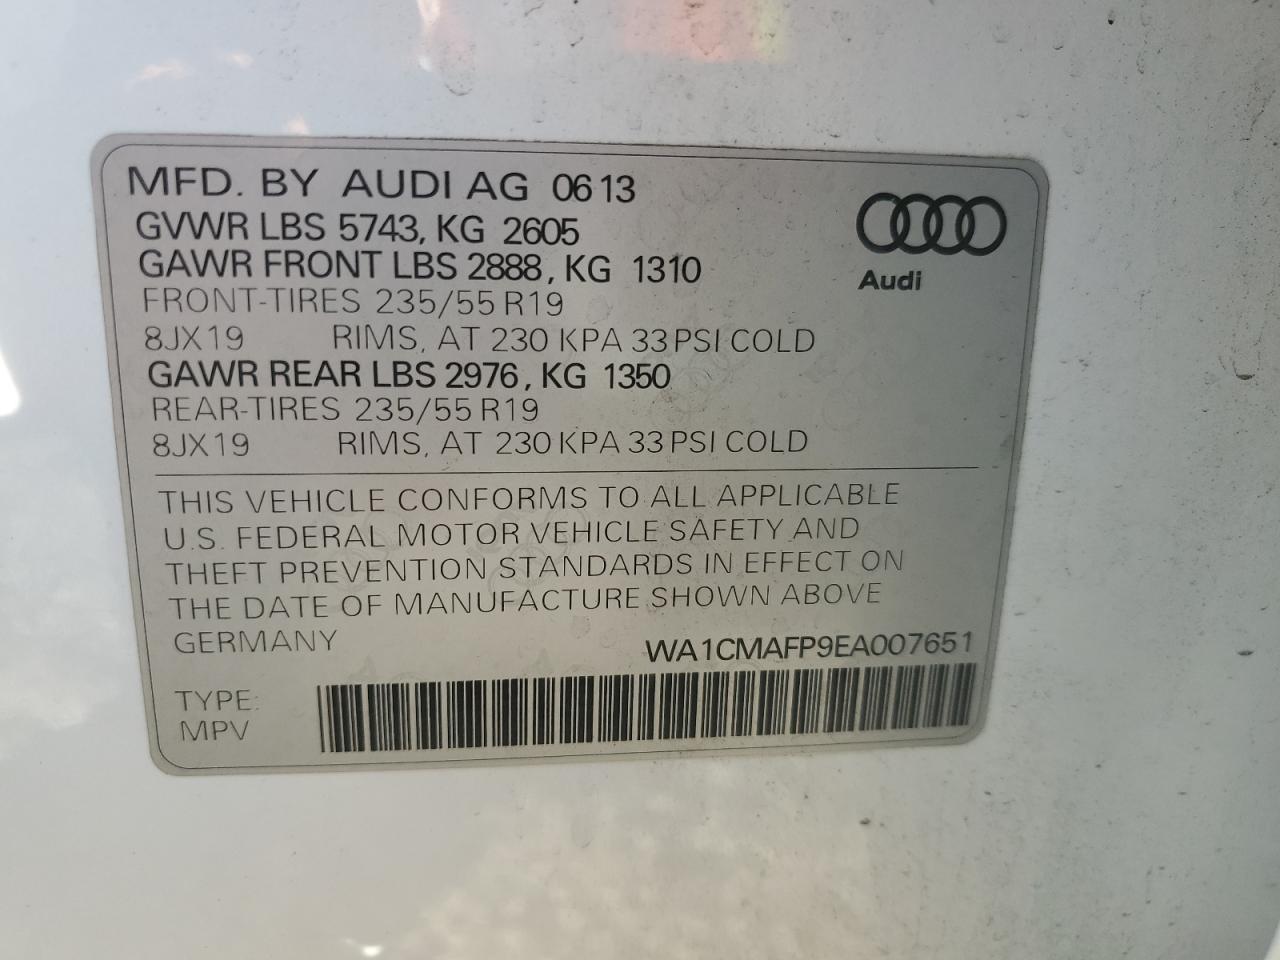 MFD. BY AUDI AG 06 13
GVWR LBS 5743, KG 2605
GAWR FRONT LBS 2888, KG 1310
FRONT-TIRES 235/55 R19
8JX19 RIMS, AT 230 KPA 33 PSI COLD
GAWR REAR LBS 2976, KG 1350
REAR-TIRES 235/55 R19
8JX19 RIMS, AT 230 KPA 33 PSI COLD
Audi
THIS VEHICLE CONFORMS TO ALL APPLICABLE
U.S. FEDERAL MOTOR VEHICLE SAFETY AND
THEFT PREVENTION STANDARDS IN EFFECT ON
THE DATE OF MANUFACTURE SHOWN ABOVE
GERMANY WA1CMAFP9EA007651
TYPE:
MPV